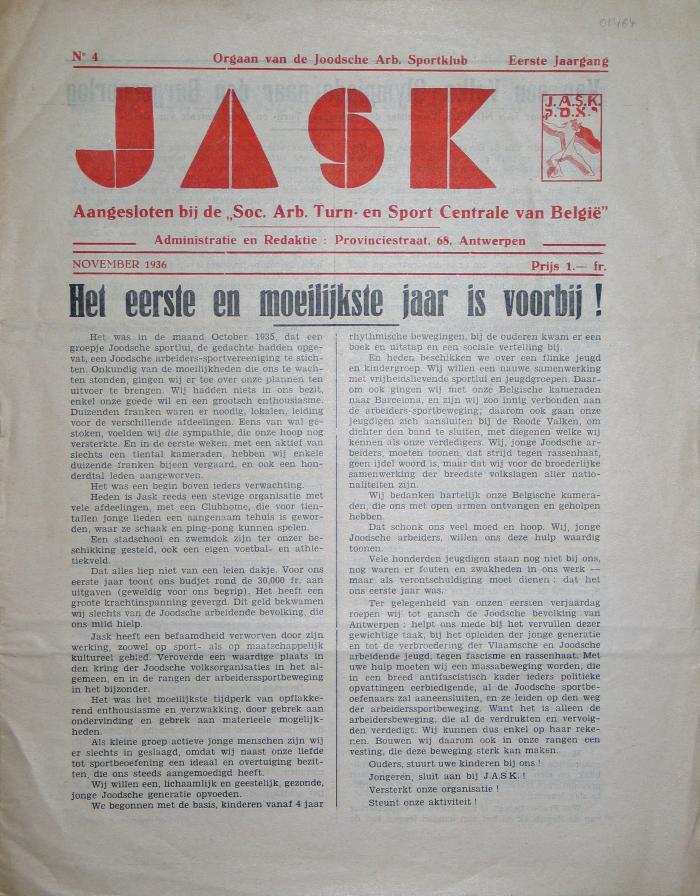 01464
Nº 4 Orgaan van de Joodsche Arb. Sportklub Eerste Jaargang
JASK
J.A.S.K.
Aangesloten bij de „Soc. Arb. Turn- en Sport Centrale van België"
Administratie en Redaktie : Provinciestraat, 68, Antwerpen
NOVEMBER 1936 Prijs 1.— fr.
Het eerste en moeilijkste jaar is voorbij !
Het was in de maand October 1935, dat een
groepje Joodsche sportlui, de gedachte hadden opge-
vat, een Joodsche arbeiders-sportvereeniging te stich-
ten. Onkundig van de moeilijkheden die ons te wach-
ten stonden, gingen wij er toe over onze plannen ten
uitvoer te brengen. Wij hadden niets in ons bezit,
enkel onze goede wil en een grootsch enthousiasme.
Duizenden franken waren er noodig, lokalen, leiding
voor de verschillende afdeelingen. Eens van wal ge-
stoken, voelden wij die sympathie, die onze hoop nog
versterkte. En in de eerste weken, met een aktief van
slechts een tiental kameraden, hebben wij enkele
duizende franken bijeen vergaard, en ook een hon-
derdtal leden aangeworven.
Het was een begin boven ieders verwachting.
Heden is Jask reeds een stevige organisatie met
vele afdeelingen, met een Clubhome, die voor tien-
tallen jonge lieden een aangenaam tehuis is gewor-
den, waar ze schaak en ping-pong kunnen spelen.
Een stadschool en zwemdok zijn ter onzer be-
schikking gesteld, ook een eigen voetbal- en athle-
tiekveld.
Dat alles liep niet van een leien dakje. Voor ons
eerste jaar toont ons budjet rond de 30,000 fr. aan
uitgaven (geweldig voor ons begrip). Het heeft een
groote krachtinspanning gevergd. Dit geld bekwamen
wij slechts van de Joodsche arbeidende bevolking, die
ons mild hielp.
Jask heeft een befaamdheid verworven door zijn
werking, zoowel op sport- als op maatschappelijk
kultureel gebied. Veroverde een waardige plaats in
den kring der Joodsche volksorganisaties in het al-
gemeen, en in de rangen der arbeiderssportbeweging
in het bijzonder.
Het was het moeilijkste tijdperk van opflakke-
rend enthousiasme en verzwakking, door gebrek aan
ondervinding en gebrek aan materieele mogelijk-
heden.
Als kleine groep actieve jonge menschen zijn wij
er slechts in geslaagd, omdat wij naast onze liefde
tot sportbeoefening een ideaal en overtuiging bezit-
ten, die ons steeds aangemoedigd heeft.
Wij willen een, lichaamlijk en geestelijk, gezonde,
jonge Joodsche generatie opvoeden.
We begonnen met de basis, kinderen vanaf 4 jaar
rhythmische bewegingen, bij de ouderen kwam er een
boek en uitstap en een sociale vertelling bij.
En heden beschikken we over een flinke jeugd
en kindergroep. Wij willen een nauwe samenwerking
met vrijheidslievende sportlui en jeugdgroepen. Daar-
om ook gingen wij met onze Belgische kameraden
naar Barcelona, en zijn wij zoo innig verbonden aan
de arbeiders-sportbeweging; daarom ook gaan onze
jeugdigen zich aansluiten bij de Roode Valken, om
dichter den band te sluiten, met diegenen welke wij
kennen als onze verdedigers. Wij, jonge Joodsche ar-
beiders, moeten toonen, dat strijd tegen rassenhaat,
geen ijdel woord is, maar dat wij voor de broederlijke
samenwerking der breedste volkslagen aller natio-
naliteiten zijn.
Wij bedanken hartelijk onze Belgische kamera-
den, die ons met open armen ontvangen en geholpen
hebben.
Dat schonk ons veel moed en hoop. Wij, jonge
Joodsche arbeiders, willen ons deze hulp waardig
toonen.
Vele honderden jeugdigen staan nog niet bij ons,
nog waren er fouten en zwakheden in ons werk —
maar als verontschuldiging moet dienen : dat het
ons eerste jaar was.
Ter gelegenheid van onzen eersten verjaardag
roepen wij tot gansch de Joodsche bevolking van
Antwerpen : helpt ons mede bij het vervullen dezer
gewichtige taak, bij het opleiden der jonge generatie
en tot de verbroedering der Vlaamsche en Joodsche
arbeidende jeugd, tegen fascisme en rassenhaat. Met
uwe hulp moeten wij een massabeweging worden, die
in een breed antifascistisch kader ieders politieke
opvattingen eerbiedigende, al de Joodsche sportbe-
oefenaars zal aaneensluiten, en ze leiden op den weg
der arbeiderssportbeweging. Want het is alleen de
arbeidersbeweging, die al de verdrukten en vervolg-
den verdedigt. Wij kunnen dus enkel op haar reke-
nen. Bouwen wij daarom ook in onze rangen een
vesting, die deze beweging sterk kan maken.
Ouders, stuurt uwe kinderen bij ons !
Jongeren, sluit aan bij J.A.S.K. !
Versterkt onze organisatie !
Steunt onze aktiviteit !